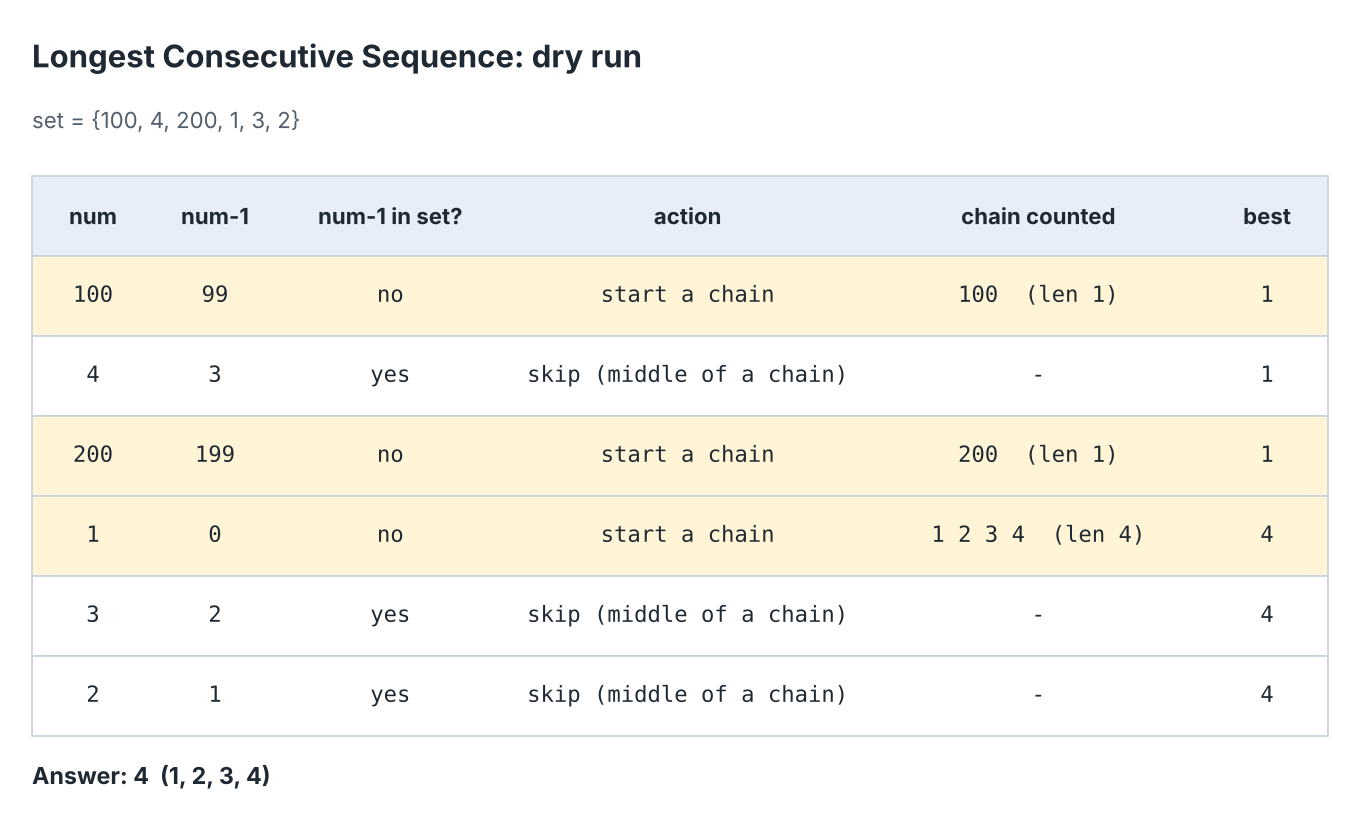 Longest Consecutive Sequence: dry run
set = {100, 4, 200, 1, 3, 2}
num num-1 num-1 in set? action chain counted best
100 99 no start a chain 100 (len 1) 1
4 3 yes skip (middle of a chain) - 1
200 199 no start a chain 200 (len 1) 1
1 0 no start a chain 1 2 3 4 (len 4) 4
3 2 yes skip (middle of a chain) - 4
2 1 yes skip (middle of a chain) - 4
Answer: 4 (1, 2, 3, 4)